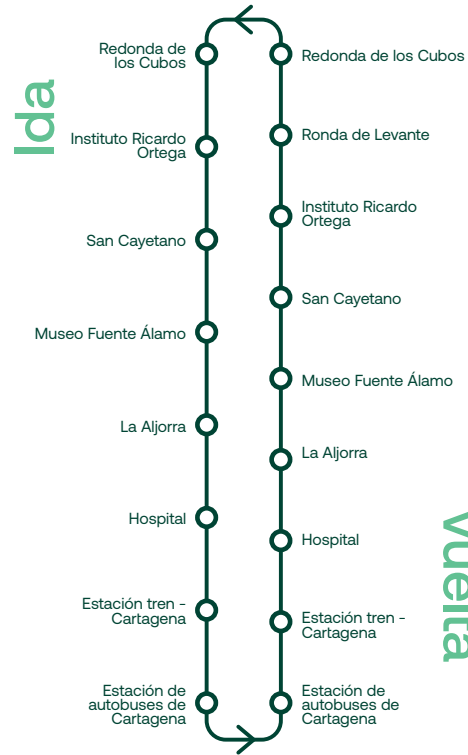 Ida
Redonda de
los Cubos
Instituto Ricardo
Ortega
San Cayetano
Museo Fuente Álamo
La Aljorra
Hospital
Estación tren -
Cartagena
Estación de
autobuses de
Cartagena
Redonda de los Cubos
Ronda de Levante
Instituto Ricardo
Ortega
San Cayetano
Museo Fuente Álamo
La Aljorra
Hospital
Estación tren -
Cartagena
Estación de
autobuses de
Cartagena
vuelta